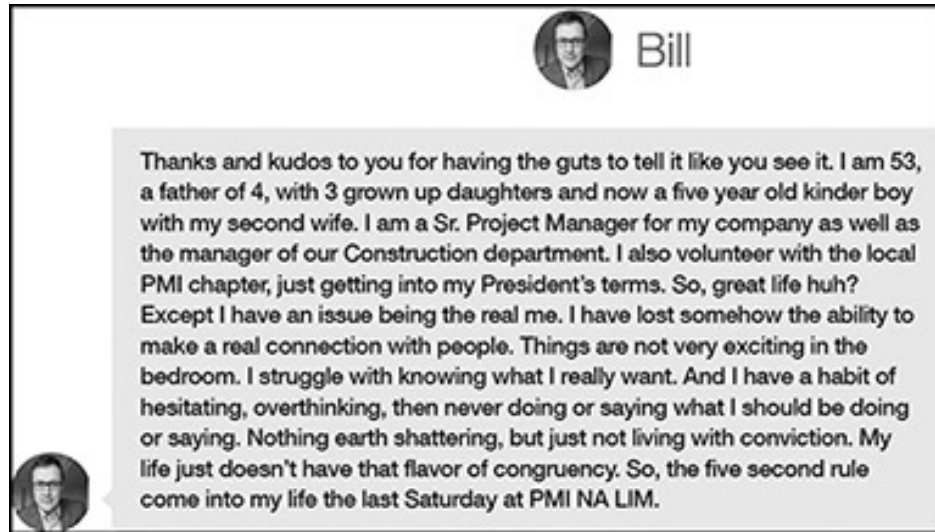 Bill
Thanks and kudos to you for having the guts to tell it like you see it. I am 53,
a father of 4, with 3 grown up daughters and now a five year old kinder boy
with my second wife. I am a Sr. Project Manager for my company as well as
the manager of our Construction department. I also volunteer with the local
PMI chapter, just getting into my President's terms. So, great life huh?
Except I have an issue being the real me. I have lost somehow the ability to
make a real connection with people. Things are not very exciting in the
bedroom. I struggle with knowing what I really want. And I have a habit of
hesitating, overthinking, then never doing or saying what I should be doing
or saying. Nothing earth shattering, but just not living with conviction. My
life just doesn't have that flavor of congruency. So, the five second rule
come into my life the last Saturday at PMI NA LIM.